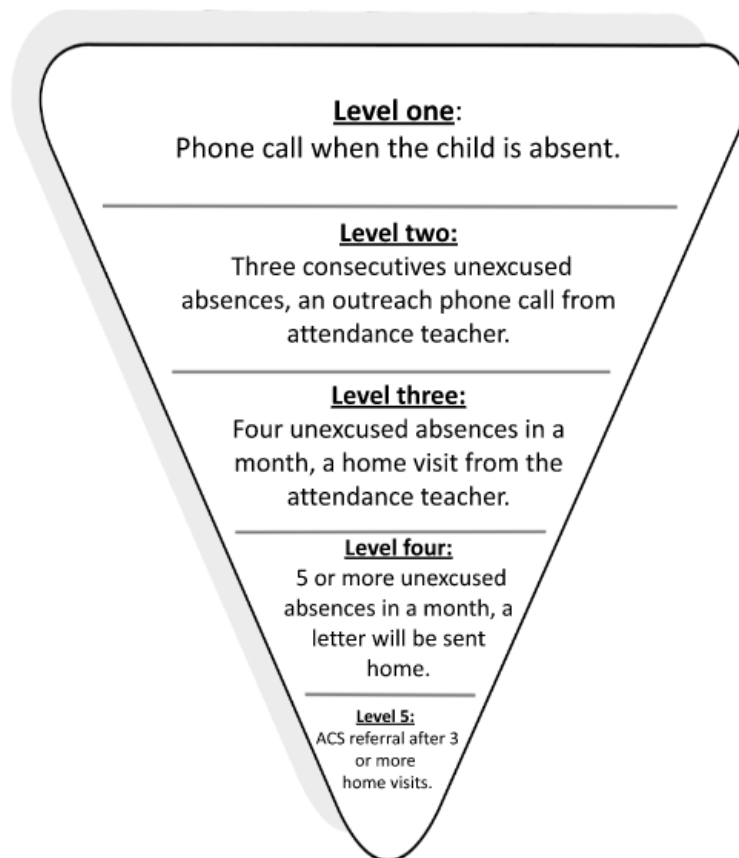 Level one:
Phone call when the child is absent.
Level two:
Three consecutives unexcused
absences, an outreach phone call from
attendance teacher.
Level three:
Four unexcused absences in a
month, a home visit from the
attendance teacher.
Level four:
5 or more unexcused
absences in a month, a
letter will be sent
home.
Level 5:
ACS referral after 3
or more
home visits.